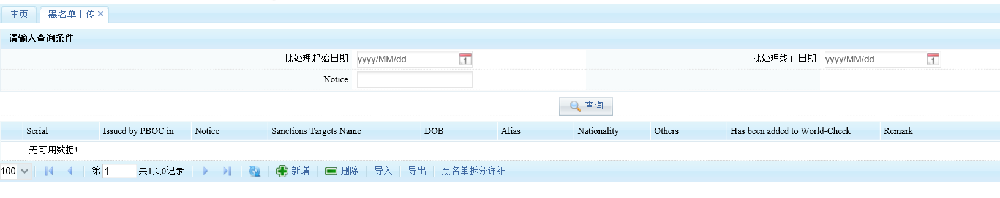 主页 黑名单上传
请输入查询条件
批处理起始日期 yyyy/MM/dd 1 批处理终止日期 yyyy/MM/dd 1
Notice
查询
Serial Issued by PBOC in Notice Sanctions Targets Name DOB Alias Nationality Others Has been added to World-Check Remark
无可用数据!
100 第 1 共1页0记录 新增 删除 导入 导出 黑名单拆分详细